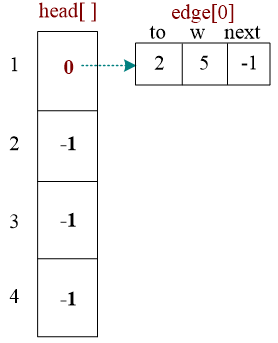 head[ ]
edge[0]
to w next
1 0 2 5 -1
2 -1
3 -1
4 -1